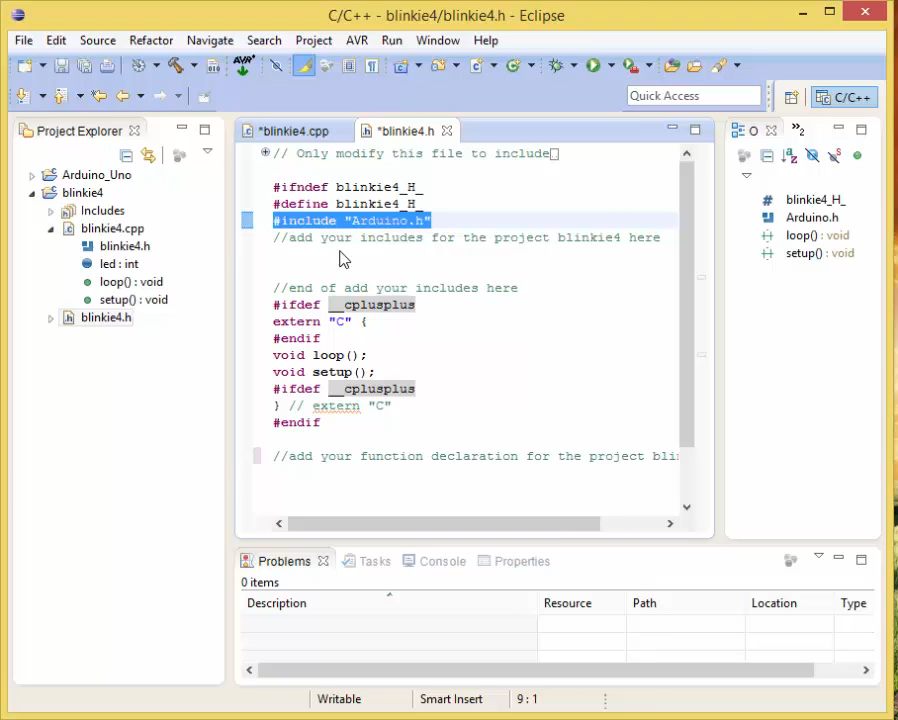 C/C++ - blinkie4/blinkie4.h - Eclipse
File Edit Source Refactor Navigate Search Project AVR Run Window Help
AVR
010
Quick Access
C/C++
Project Explorer
*blinkie4.cpp
*blinkie4.h
O
»2
Arduino_Uno
blinkie4
Includes
blinkie4.cpp
blinkie4.h
led : int
loop() : void
setup() : void
blinkie4.h
// Only modify this file to include
#ifndef blinkie4_H_
#define blinkie4_H_
#include "Arduino.h"
//add your includes for the project blinkie4 here
//end of add your includes here
#ifdef __cplusplus
extern "C" {
#endif
void loop();
void setup();
#ifdef __cplusplus
} // extern "C"
#endif
//add your function declaration for the project bli
blinkie4_H_
Arduino.h
loop() : void
setup() : void
Problems Tasks Console Properties
0 items
Description Resource Path Location Type
Writable Smart Insert 9 : 1